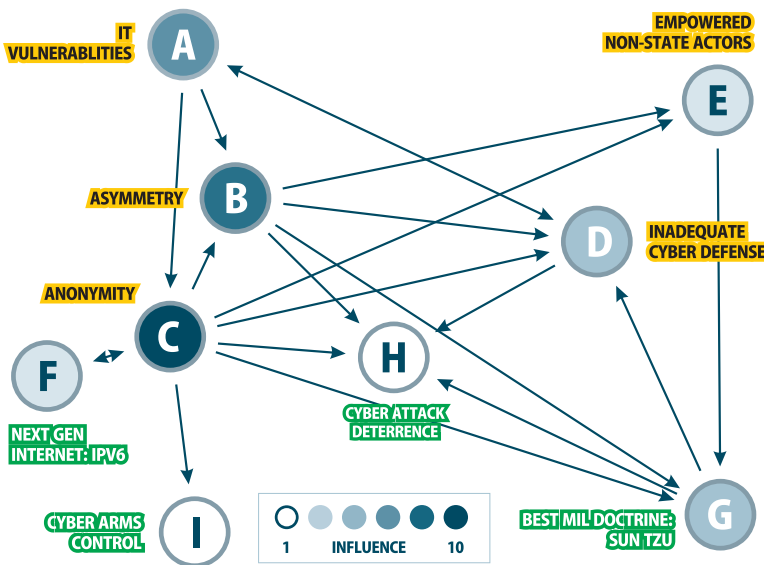 A
IT
VULNERABLITIES
EMPOWERED
NON-STATE ACTORS
E
B
ASYMMETRY
D
INADEQUATE
CYBER DEFENSE
ANONYMITY
C
F
H
NEXT GEN
INTERNET: IPV6
CYBER ATTACK
DETERRENCE
CYBER ARMS
CONTROL
I
1 INFLUENCE 10
BEST MIL DOCTRINE:
SUN TZU
G